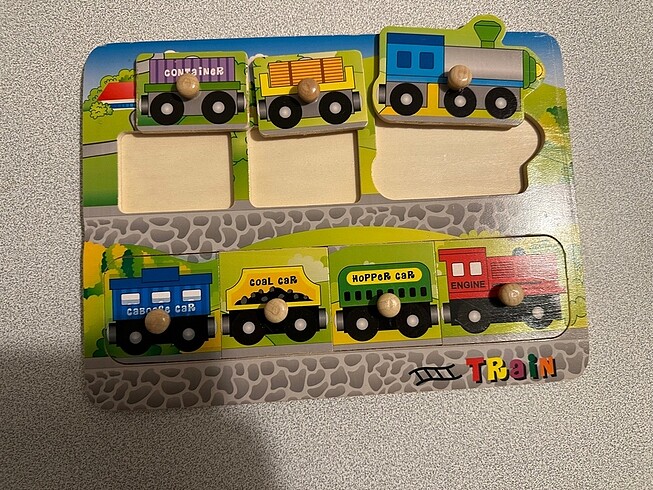 CONTAINER
CABOOSE CAR
COAL CAR
HOPPER CAR
ENGINE
TRaiN